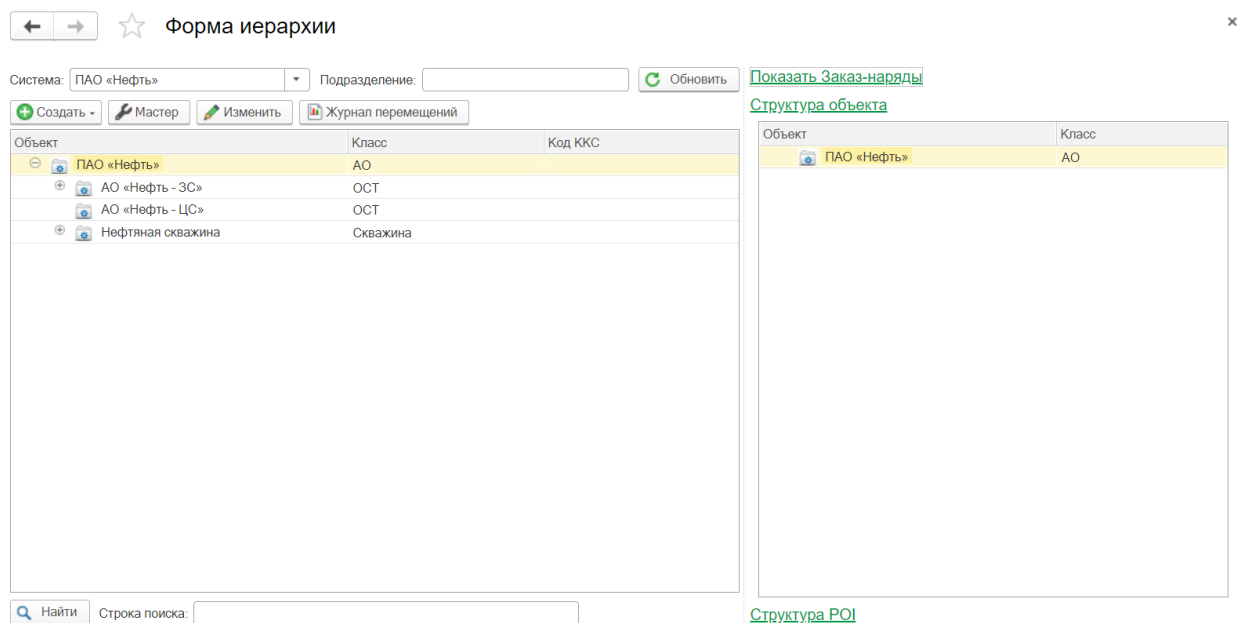 Форма иерархии
Система: ПАО «Нефть» Подразделение: Обновить
Создать Мастер Изменить Журнал перемещений
Объект Класс Код ККС
ПАО «Нефть» АО
АО «Нефть - ЗС» ОСТ
АО «Нефть - ЦС» ОСТ
Нефтяная скважина Скважина
Найти Строка поиска:
Показать Заказ-наряды
Структура объекта
Объект Класс
ПАО «Нефть» АО
Структура POI